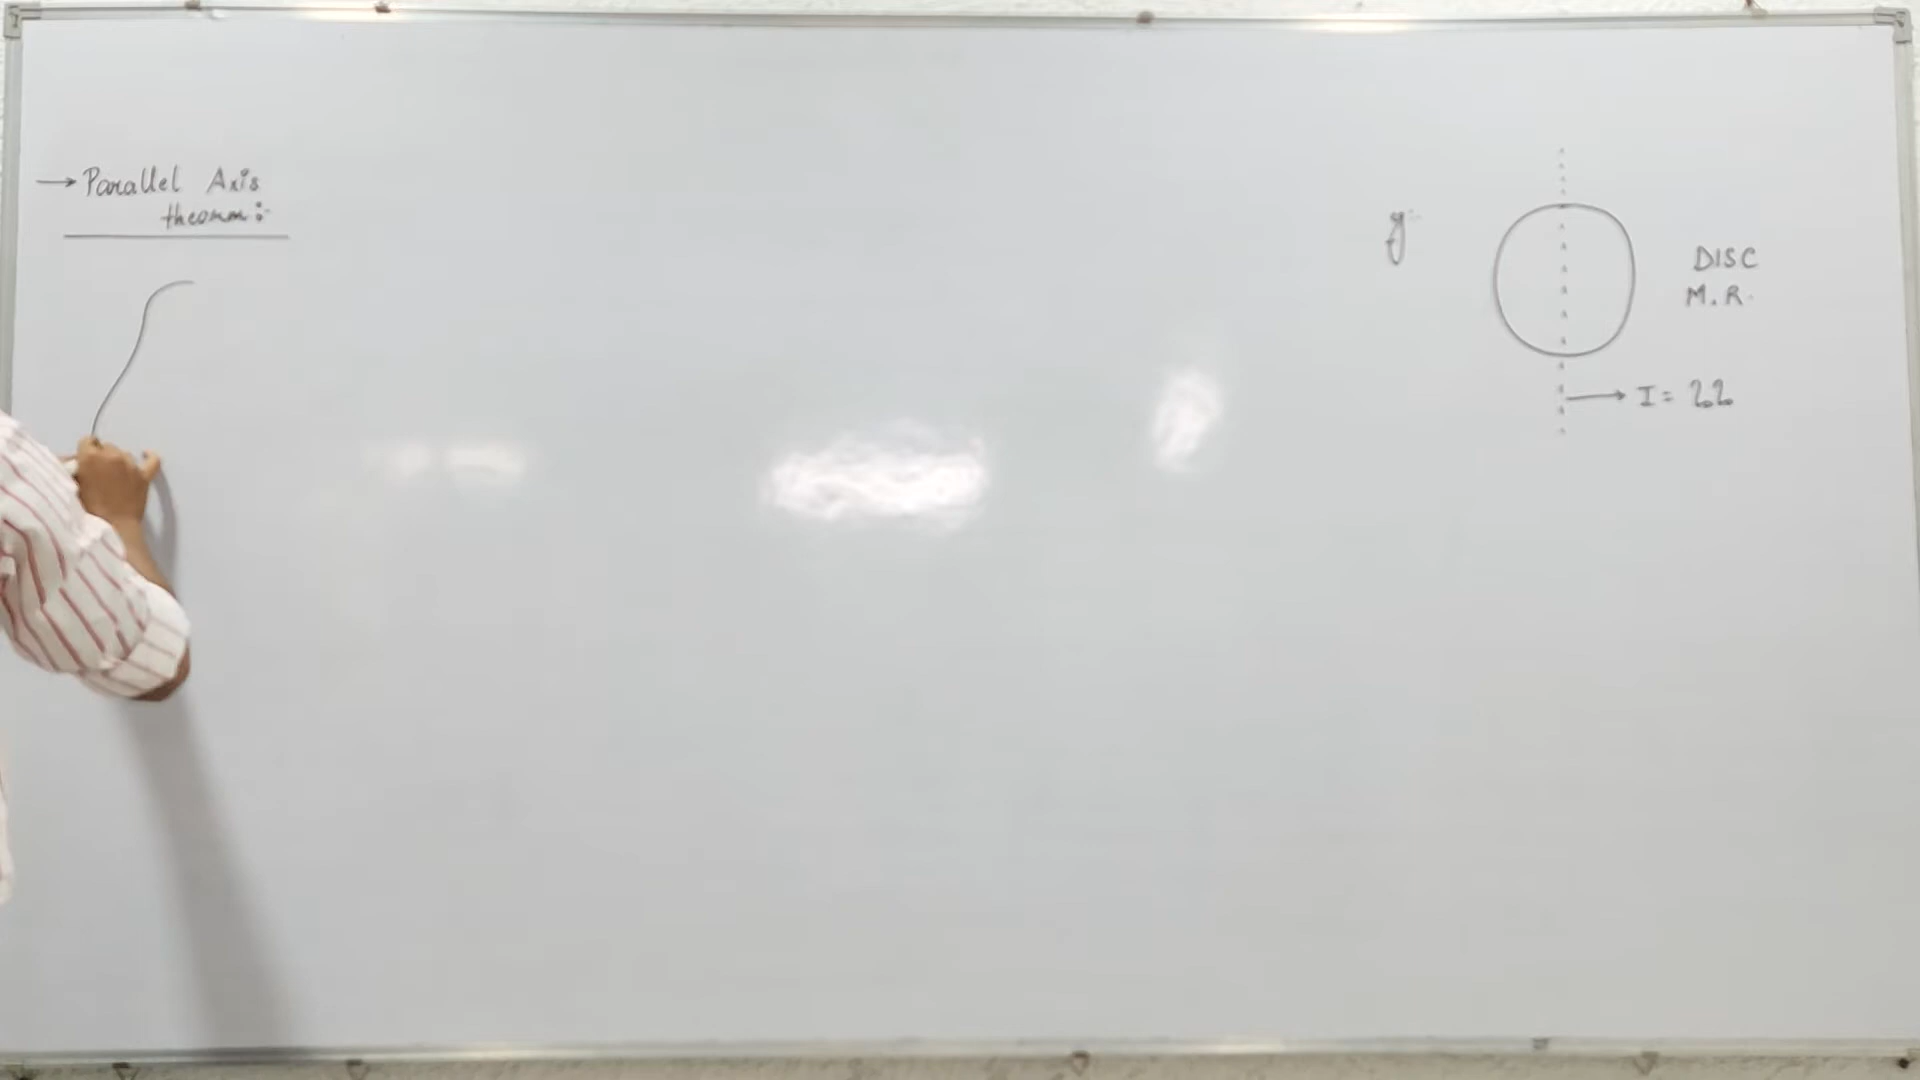 → Parallel Axis
theorem :-
DISC
M.R.
→ I = ??